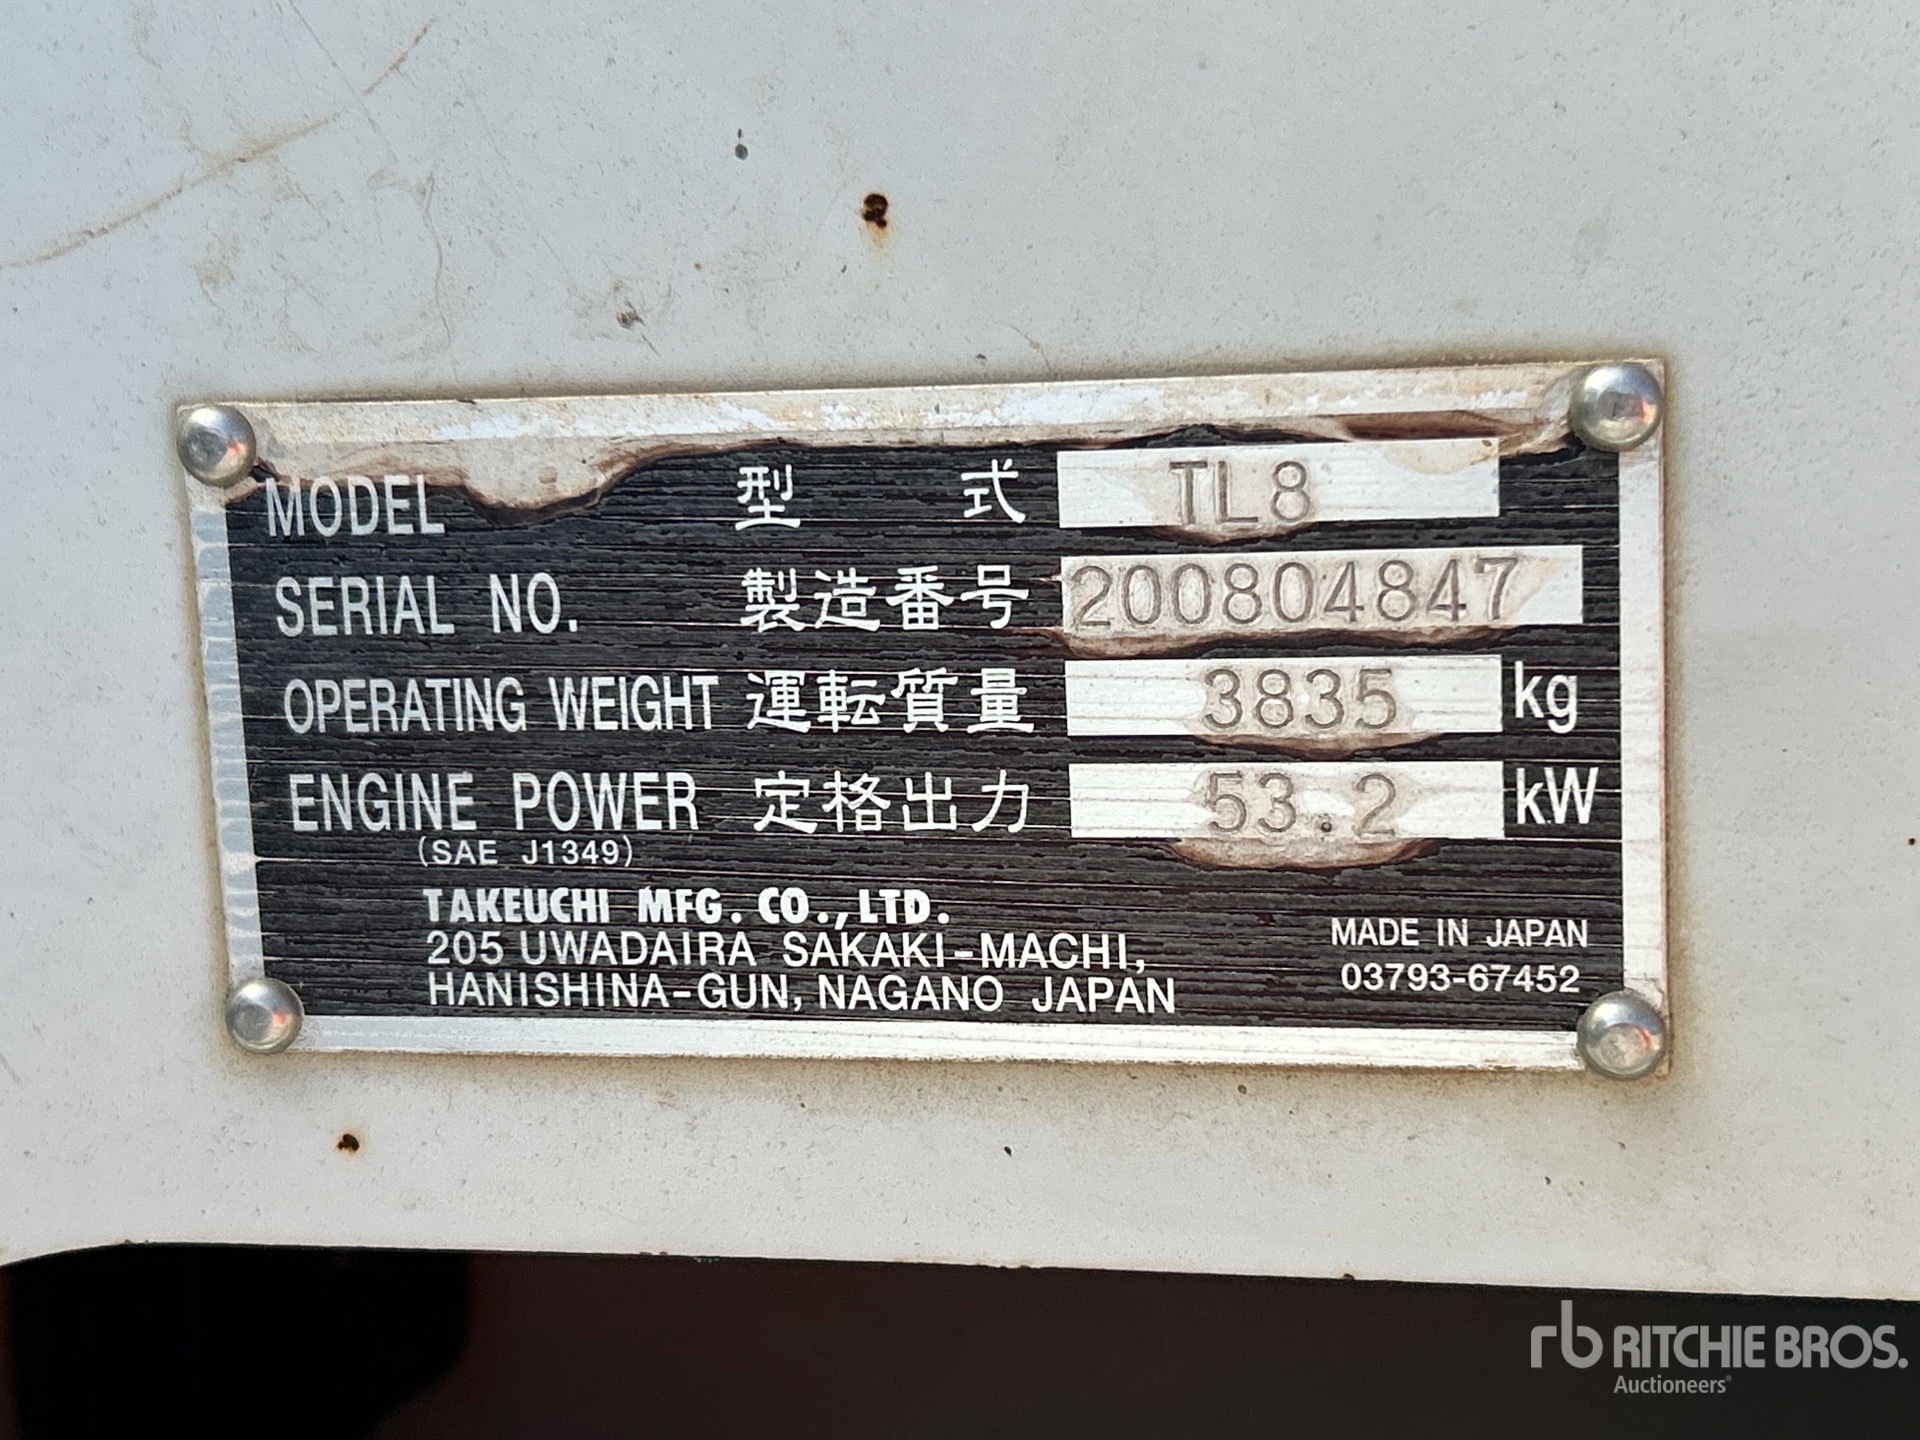 MODEL 型式 TL8
SERIAL NO. 製造番号 200804847
OPERATING WEIGHT 運転質量 3835 kg
ENGINE POWER 定格出力 53.2 kW
(SAE J1349)
TAKEUCHI MFG. CO., LTD.
205 UWADAIRA SAKAKI-MACHI,
HANISHINA-GUN, NAGANO JAPAN
MADE IN JAPAN
03793-67452
rb RITCHIE BROS.
Auctioneers®